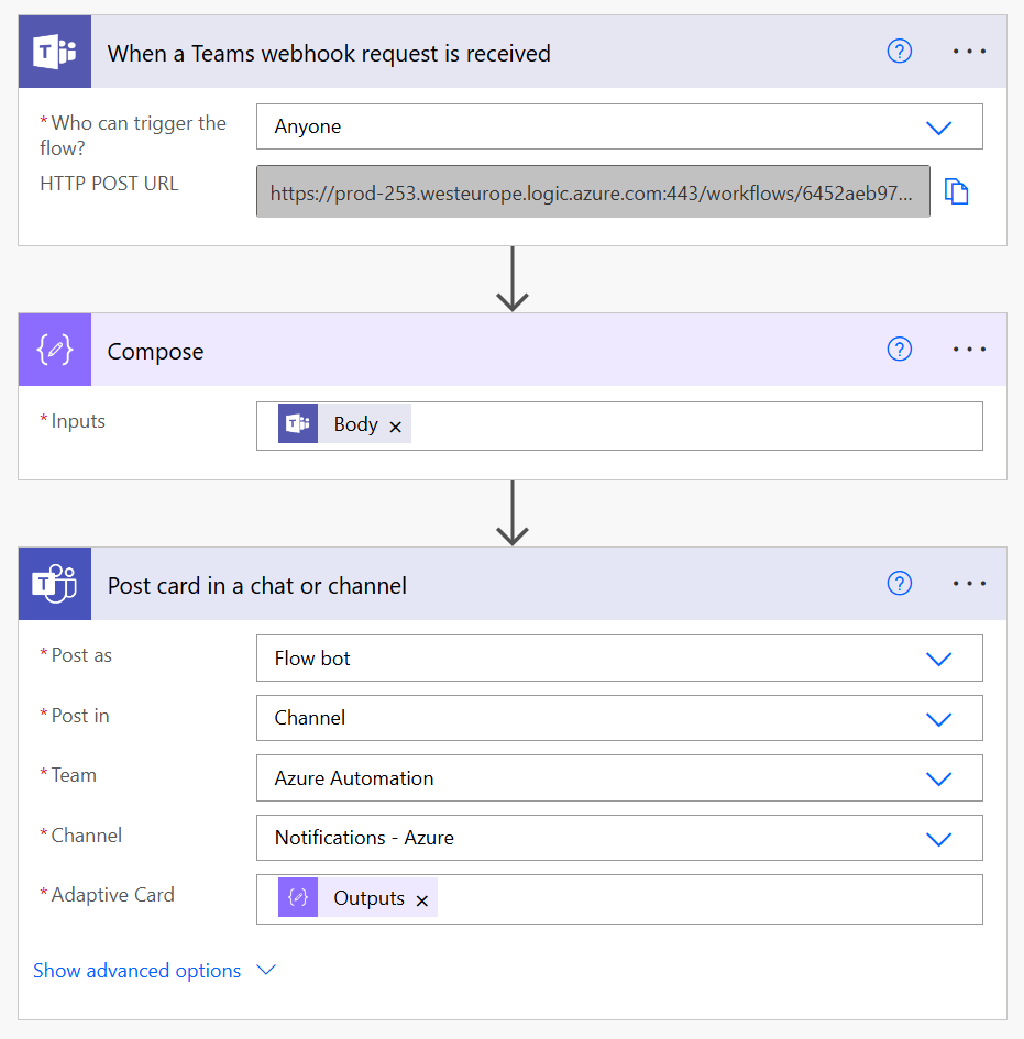 When a Teams webhook request is received
* Who can trigger the
flow?
Anyone
HTTP POST URL
https://prod-253.westeurope.logic.azure.com:443/workflows/6452aeb97...
Compose
* Inputs
Body ×
Post card in a chat or channel
* Post as
Flow bot
* Post in
Channel
* Team
Azure Automation
* Channel
Notifications - Azure
* Adaptive Card
Outputs ×
Show advanced options